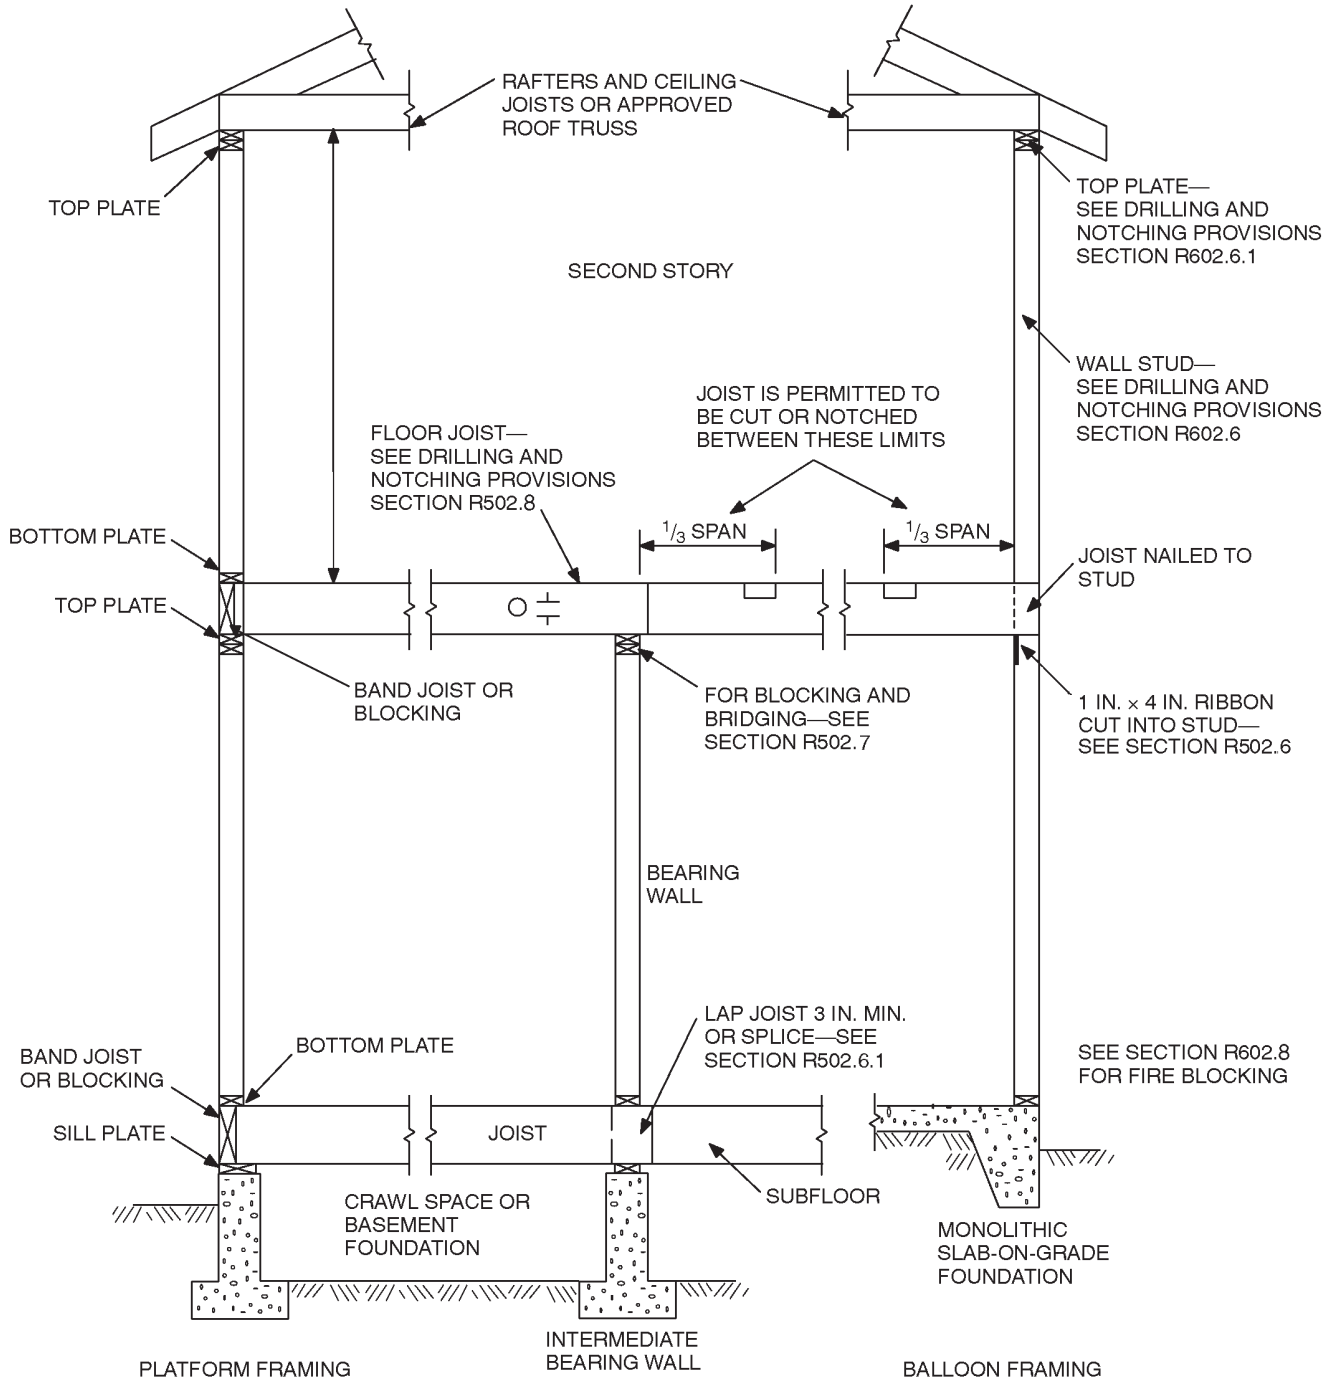 RAFTERS AND CEILING
JOISTS OR APPROVED
ROOF TRUSS
TOP PLATE
TOP PLATE—
SEE DRILLING AND
NOTCHING PROVISIONS
SECTION R602.6.1
SECOND STORY
WALL STUD—
SEE DRILLING AND
NOTCHING PROVISIONS
SECTION R602.6
JOIST IS PERMITTED TO
BE CUT OR NOTCHED
BETWEEN THESE LIMITS
FLOOR JOIST—
SEE DRILLING AND
NOTCHING PROVISIONS
SECTION R502.8
1/3 SPAN
1/3 SPAN
BOTTOM PLATE
JOIST NAILED TO
STUD
TOP PLATE
BAND JOIST OR
BLOCKING
FOR BLOCKING AND
BRIDGING—SEE
SECTION R502.7
1 IN. × 4 IN. RIBBON
CUT INTO STUD—
SEE SECTION R502.6
BEARING
WALL
LAP JOIST 3 IN. MIN.
OR SPLICE—SEE
SECTION R502.6.1
BOTTOM PLATE
BAND JOIST
OR BLOCKING
SEE SECTION R602.8
FOR FIRE BLOCKING
SILL PLATE
JOIST
SUBFLOOR
CRAWL SPACE OR
BASEMENT
FOUNDATION
MONOLITHIC
SLAB-ON-GRADE
FOUNDATION
INTERMEDIATE
BEARING WALL
PLATFORM FRAMING
BALLOON FRAMING